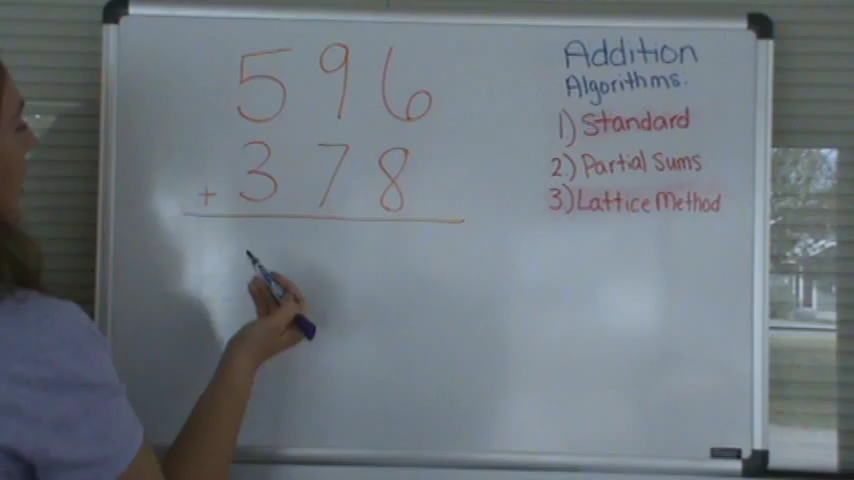 596
+ 378
Addition
Algorithms:
1) Standard
2.) Partial Sums
3) Lattice Method